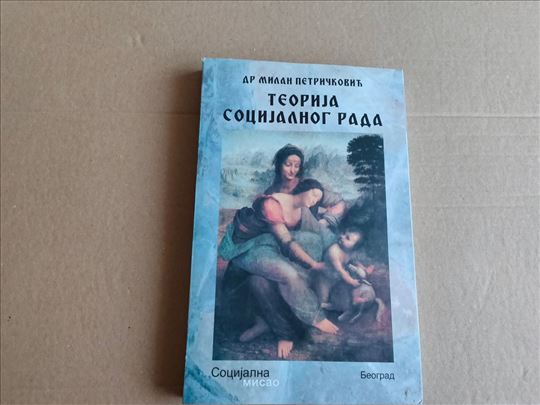 ДР МИЛАН ПЕТРИЧКОВИЋ
ТЕОРИЈА
СОЦИЈАЛНОГ РАДА
Социјална
мисао
Београд